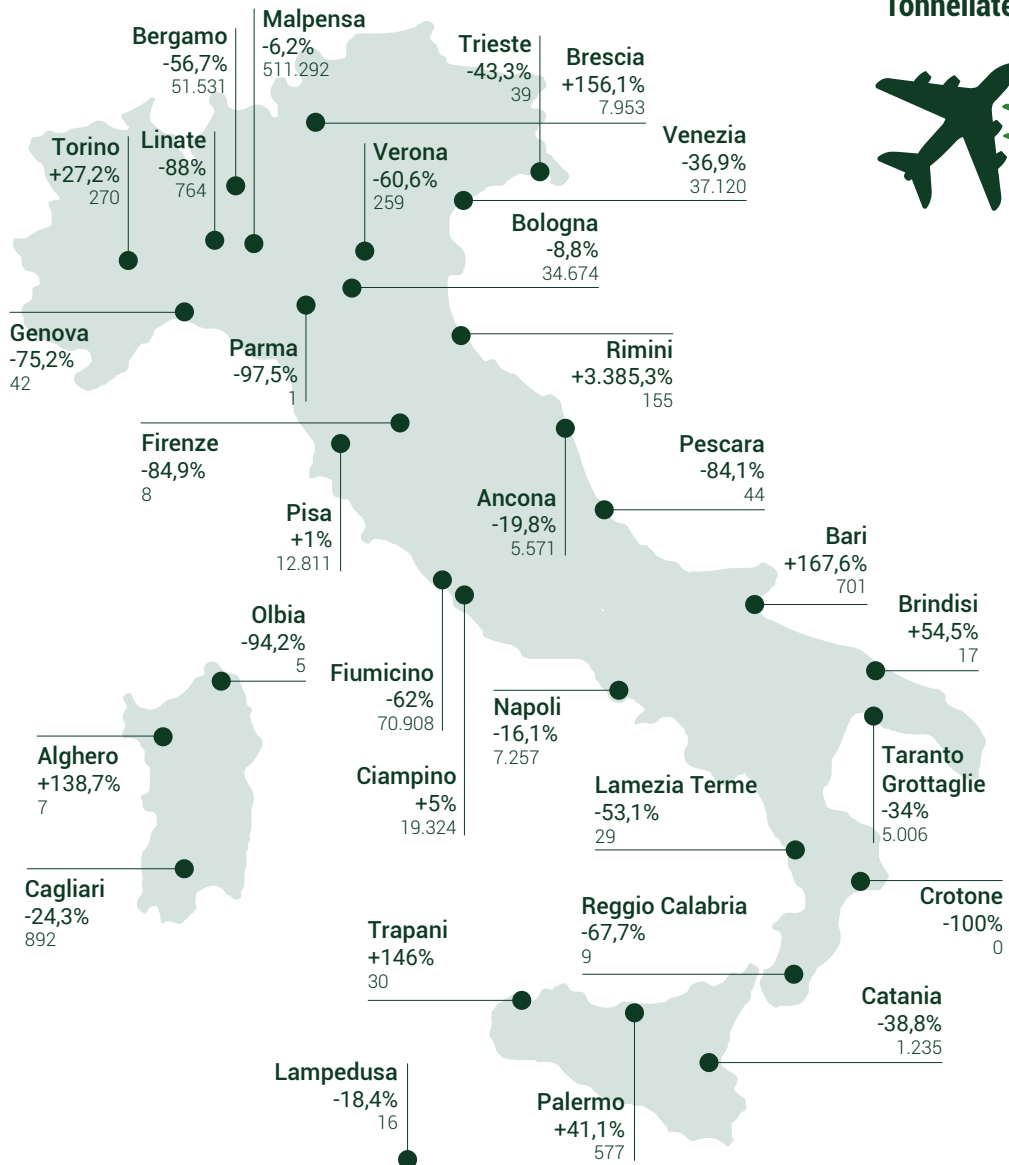 Tonnellate
Malpensa
-6,2%
511.292
Bergamo
-56,7%
51.531
Trieste
-43,3%
39
Brescia
+156,1%
7.953
Venezia
-36,9%
37.120
Torino
+27,2%
270
Linate
-88%
764
Verona
-60,6%
259
Bologna
-8,8%
34.674
Genova
-75,2%
42
Parma
-97,5%
1
Rimini
+3.385,3%
155
Firenze
-84,9%
8
Pescara
-84,1%
44
Ancona
-19,8%
5.571
Pisa
+1%
12.811
Bari
+167,6%
701
Brindisi
+54,5%
17
Olbia
-94,2%
5
Fiumicino
-62%
70.908
Napoli
-16,1%
7.257
Alghero
+138,7%
7
Ciampino
+5%
19.324
Taranto
Grottaglie
-34%
5.006
Lamezia Terme
-53,1%
29
Cagliari
-24,3%
892
Crotone
-100%
0
Reggio Calabria
-67,7%
9
Trapani
+146%
30
Catania
-38,8%
1.235
Lampedusa
-18,4%
16
Palermo
+41,1%
577